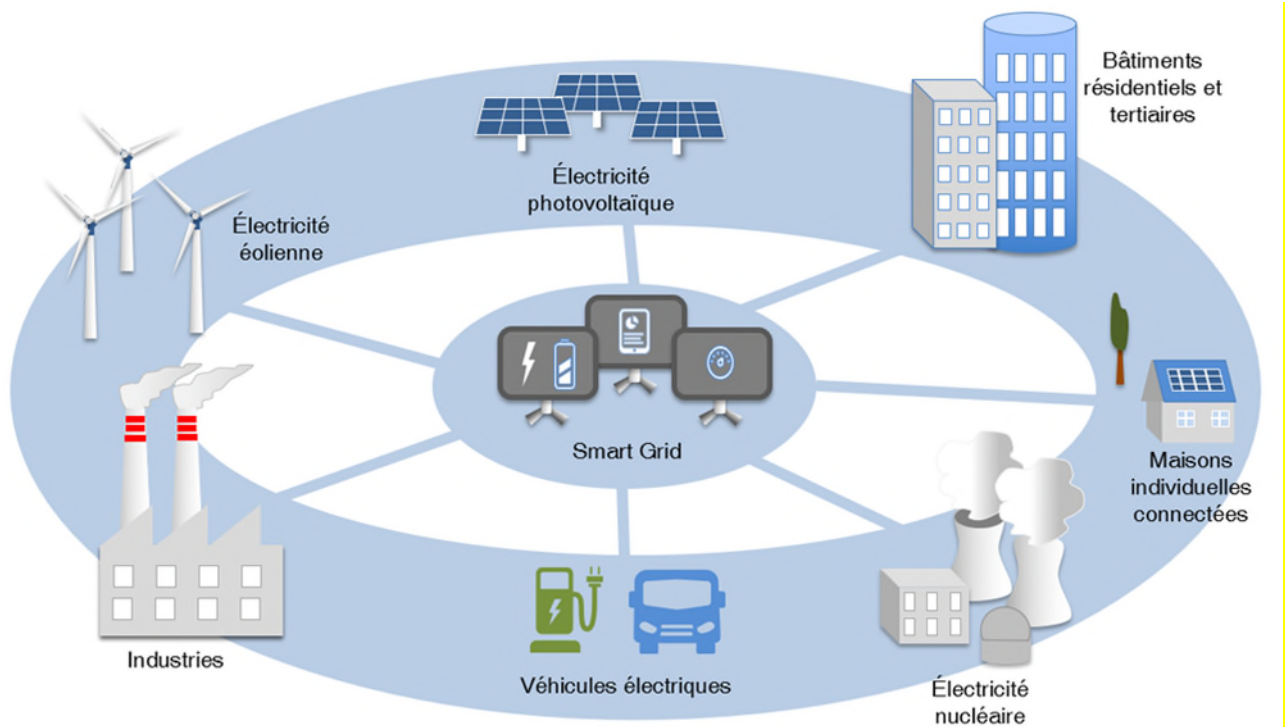 Bâtiments
résidentiels et
tertiaires
Électricité
photovoltaïque
Électricité
éolienne
Smart Grid
Maisons
individuelles
connectées
Industries
Véhicules électriques
Électricité
nucléaire